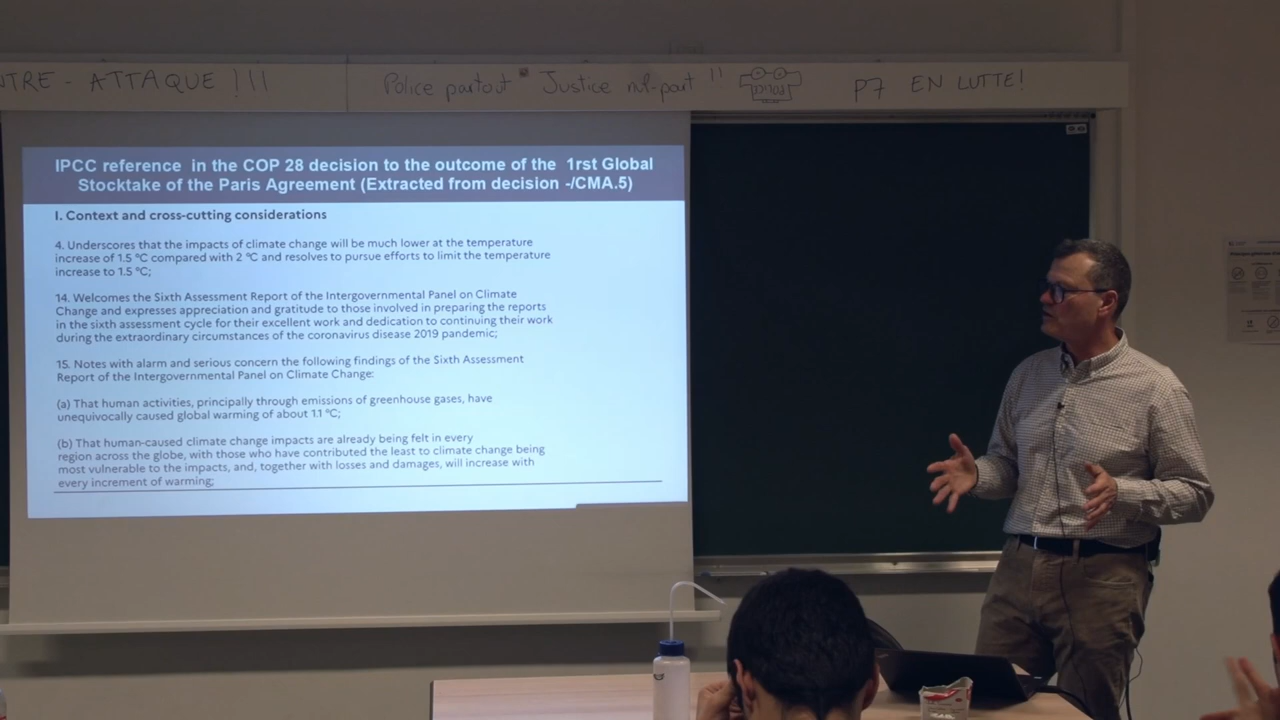 NTRE - ATTAQUE !!!
Police partout Justice nul-part !!
P7 EN LUTTE!
IPCC reference in the COP 28 decision to the outcome of the 1rst Global
Stocktake of the Paris Agreement (Extracted from decision -/CMA.5)
I. Context and cross-cutting considerations
4. Underscores that the impacts of climate change will be much lower at the temperature
increase of 1.5 °C compared with 2 °C and resolves to pursue efforts to limit the temperature
increase to 1.5 °C;
14. Welcomes the Sixth Assessment Report of the Intergovernmental Panel on Climate
Change and expresses appreciation and gratitude to those involved in preparing the reports
in the sixth assessment cycle for their excellent work and dedication to continuing their work
during the extraordinary circumstances of the coronavirus disease 2019 pandemic;
15. Notes with alarm and serious concern the following findings of the Sixth Assessment
Report of the Intergovernmental Panel on Climate Change:
(a) That human activities, principally through emissions of greenhouse gases, have
unequivocally caused global warming of about 1.1 °C;
(b) That human-caused climate change impacts are already being felt in every
region across the globe, with those who have contributed the least to climate change being
most vulnerable to the impacts, and, together with losses and damages, will increase with
every increment of warming;